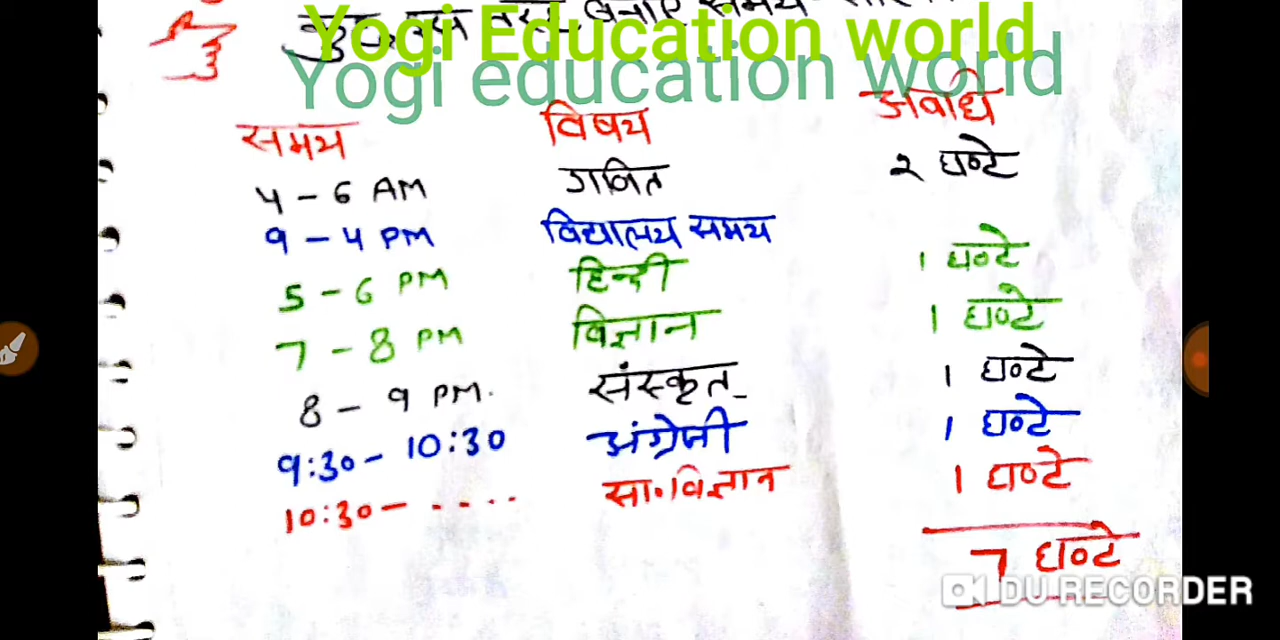 Yogi Education world
Yogi education world
समय विषय अवधि
4 - 6 AM गणित २ घण्टे
9 - 4 PM विद्यालय समय
5 - 6 PM हिन्दी 1 घण्टे
7 - 8 PM विज्ञान 1 घण्टे
8 - 9 PM. संस्कृत 1 घण्टे
9:30 - 10:30 अंग्रेजी 1 घण्टे
10:30 - ..... सा.विज्ञान 1 घण्टे
7 घण्टे
DU RECORDER